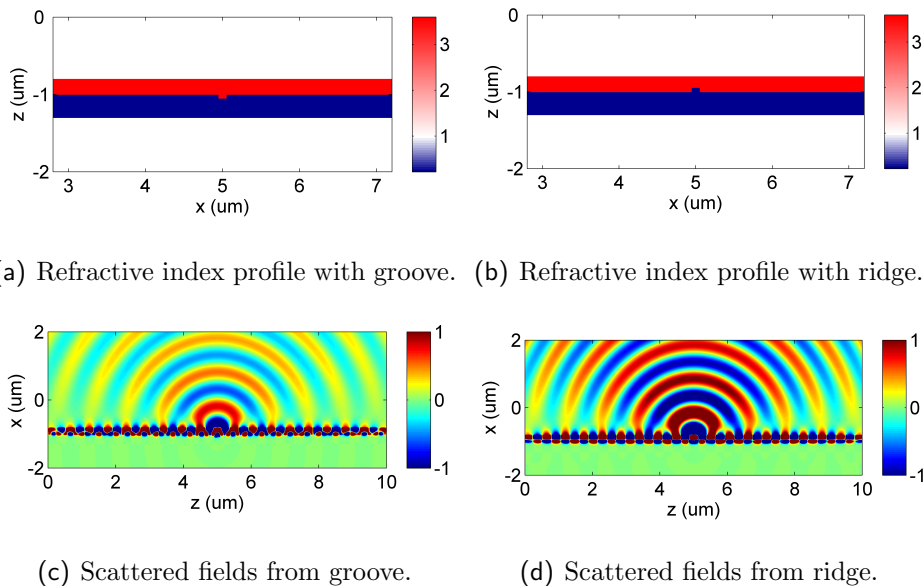 0
-1
-2
z (um)
3 4 5 6 7
x (um)
3
2
1
0
-1
-2
z (um)
3 4 5 6 7
x (um)
3
2
1
a) Refractive index profile with groove. (b) Refractive index profile with ridge.
2
0
-2
x (um)
0 2 4 6 8 10
z (um)
1
0
-1
2
0
-2
x (um)
0 2 4 6 8 10
z (um)
1
0
-1
(c) Scattered fields from groove. (d) Scattered fields from ridge.